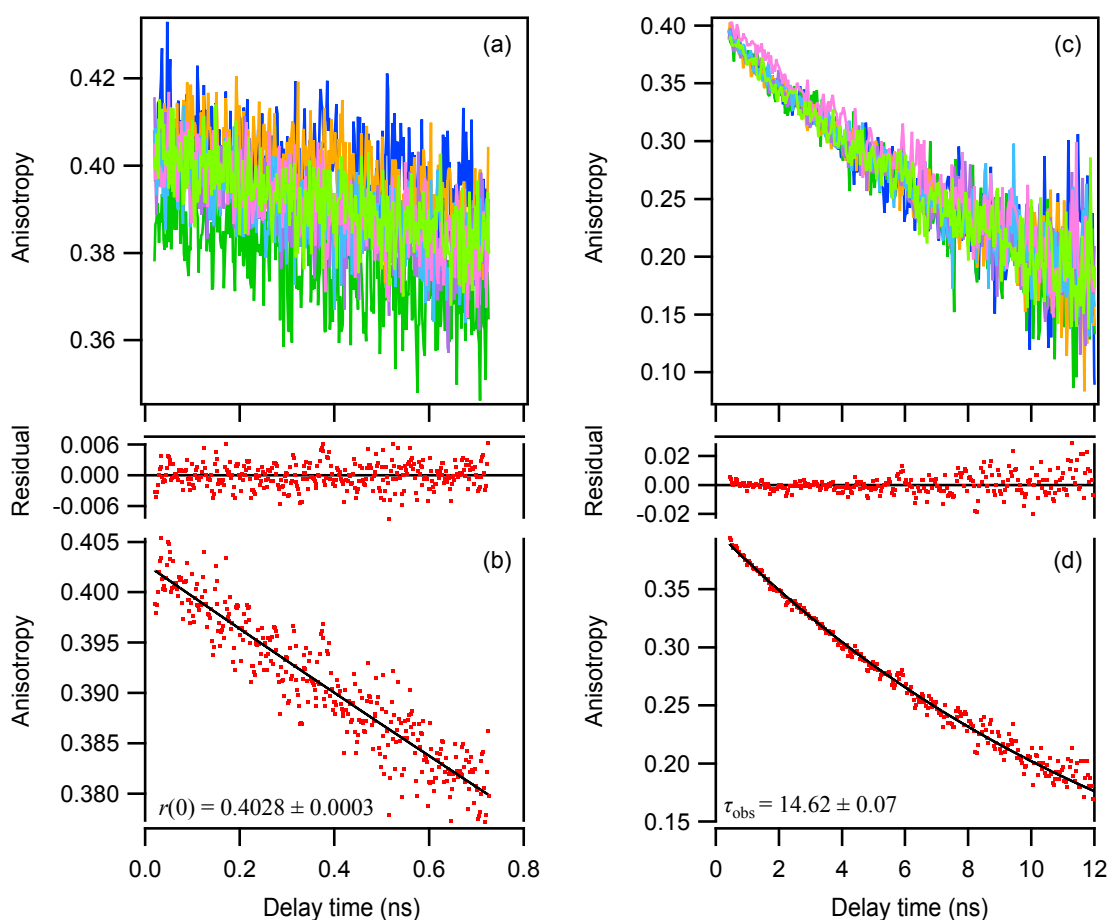 (a)
Anisotropy
0.42
0.40
0.38
0.36
Residual
0.006
0.000
-0.006
(b)
Anisotropy
0.405
0.400
0.395
0.390
0.385
0.380
r(0) = 0.4028 ± 0.0003
0.0 0.2 0.4 0.6 0.8
Delay time (ns)
(c)
Anisotropy
0.40
0.35
0.30
0.25
0.20
0.15
0.10
Residual
0.02
0.00
-0.02
(d)
Anisotropy
0.35
0.30
0.25
0.20
0.15
τobs = 14.62 ± 0.07
0 2 4 6 8 10 12
Delay time (ns)